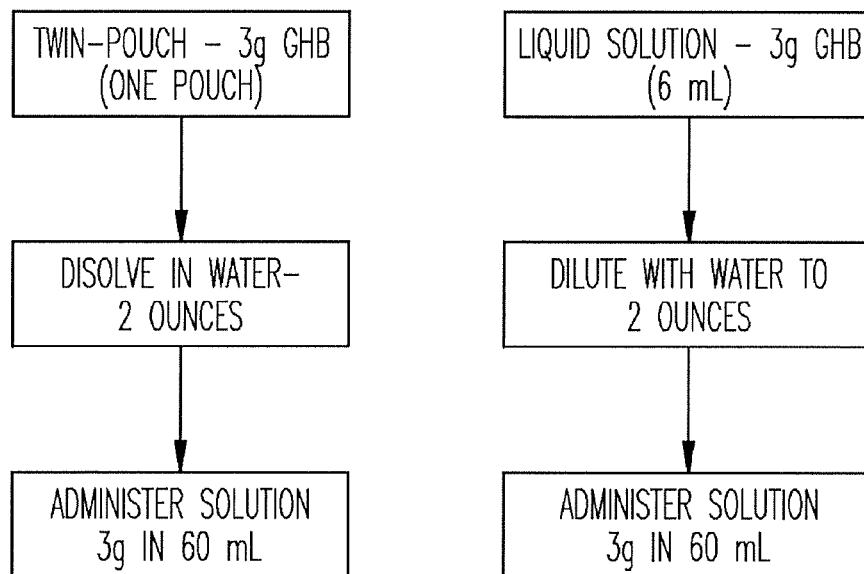 TWIN-POUCH - 3g GHB
(ONE POUCH)
DISOLVE IN WATER-
2 OUNCES
ADMINISTER SOLUTION
3g IN 60 mL
LIQUID SOLUTION - 3g GHB
(6 mL)
DILUTE WITH WATER TO
2 OUNCES
ADMINISTER SOLUTION
3g IN 60 mL